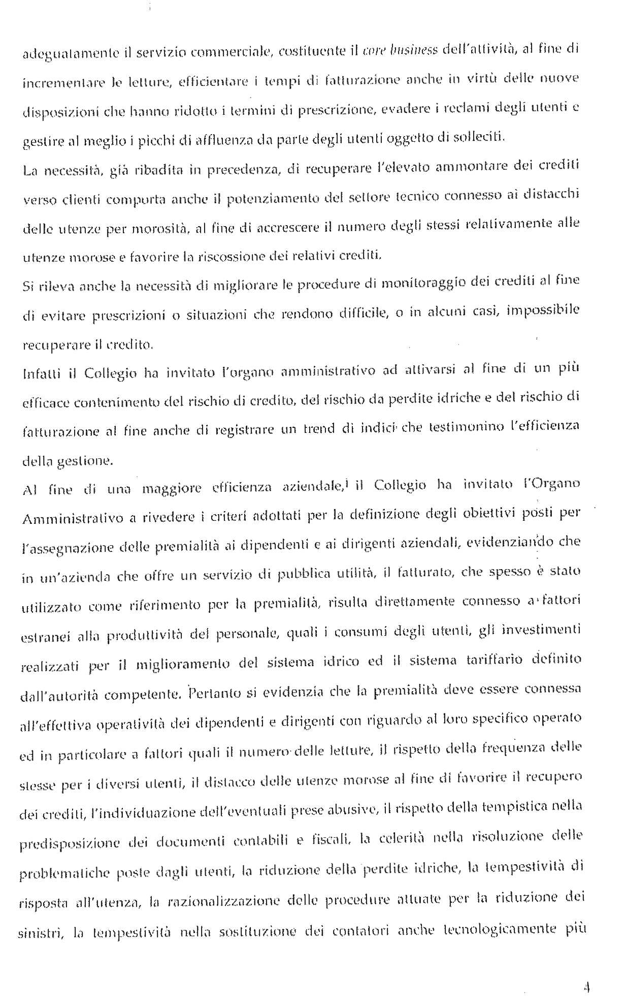 adeguatamente il servizio commerciale, costituente il core business dell'attività, al fine di
incrementare le letture, efficientare i tempi di fatturazione anche in virtù delle nuove
disposizioni che hanno ridotto i termini di prescrizione, evadere i reclami degli utenti e
gestire al meglio i picchi di affluenza da parte degli utenti oggetto di solleciti.
La necessità, già ribadita in precedenza, di recuperare l'elevato ammontare dei crediti
verso clienti comporta anche il potenziamento del settore tecnico connesso ai distacchi
delle utenze per morosità, al fine di accrescere il numero degli stessi relativamente alle
utenze morose e favorire la riscossione dei relativi crediti.
Si rileva anche la necessità di migliorare le procedure di monitoraggio dei crediti al fine
di evitare prescrizioni o situazioni che rendono difficile, o in alcuni casi, impossibile
recuperare il credito.
Infatti il Collegio ha invitato l'organo amministrativo ad attivarsi al fine di un più
efficace contenimento del rischio di credito, del rischio da perdite idriche e del rischio di
fatturazione al fine anche di registrare un trend di indici che testimonino l'efficienza
della gestione.
Al fine di una maggiore efficienza aziendale, il Collegio ha invitato l'Organo
Amministrativo a rivedere i criteri adottati per la definizione degli obiettivi posti per
l'assegnazione delle premialità ai dipendenti e ai dirigenti aziendali, evidenziando che
in un'azienda che offre un servizio di pubblica utilità, il fatturato, che spesso è stato
utilizzato come riferimento per la premialità, risulta direttamente connesso a fattori
estranei alla produttività del personale, quali i consumi degli utenti, gli investimenti
realizzati per il miglioramento del sistema idrico ed il sistema tariffario definito
dall'autorità competente. Pertanto si evidenzia che la premialità deve essere connessa
all'effettiva operatività dei dipendenti e dirigenti con riguardo al loro specifico operato
ed in particolare a fattori quali il numero delle letture, il rispetto della frequenza delle
stesse per i diversi utenti, il distacco delle utenze morose al fine di favorire il recupero
dei crediti, l'individuazione dell'eventuali prese abusive, il rispetto della tempistica nella
predisposizione dei documenti contabili e fiscali, la celerità nella risoluzione delle
problematiche poste dagli utenti, la riduzione della perdite idriche, la tempestività di
risposta all'utenza, la razionalizzazione delle procedure attuate per la riduzione dei
sinistri, la tempestività nella sostituzione dei contatori anche tecnologicamente più
4